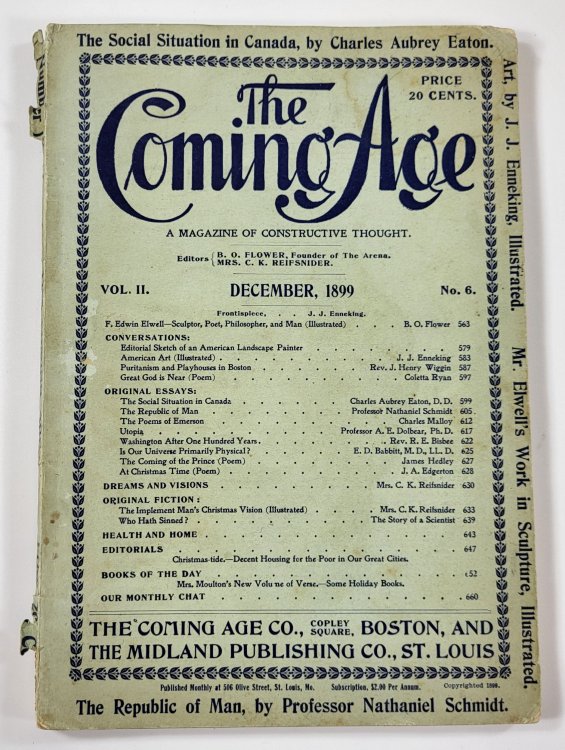 The Social Situation in Canada, by Charles Aubrey Eaton.
PRICE
20 CENTS.
The
Coming Age
A MAGAZINE OF CONSTRUCTIVE THOUGHT.
Editors { B. O. FLOWER, Founder of The Arena.
MRS. C. K. REIFSNIDER.
VOL. II. DECEMBER, 1899 No. 6.
Frontispiece, . . J. J. Enneking.
F. Edwin Elwell—Sculptor, Poet, Philosopher, and Man (Illustrated) . . . . B. O. Flower 563
CONVERSATIONS:
Editorial Sketch of an American Landscape Painter . . . . 579
American Art (Illustrated) . . . . J. J. Enneking 583
Puritanism and Playhouses in Boston . . . . Rev. J. Henry Wiggin 587
Great God is Near (Poem) . . . . Coletta Ryan 597
ORIGINAL ESSAYS:
The Social Situation in Canada . . . . Charles Aubrey Eaton, D.D. 599
The Republic of Man . . . . Professor Nathaniel Schmidt 605
The Poems of Emerson . . . . Charles Malloy 612
Utopia . . . . Professor A. E. Dolbear, Ph. D. 617
Washington After One Hundred Years . . . . Rev. R. E. Bisbee 622
Is Our Universe Primarily Physical? . . . . E. D. Babbitt, M. D., LL. D. 625
The Coming of the Prince (Poem) . . . . James Hedley 627
At Christmas Time (Poem) . . . . J. A. Edgerton 628
DREAMS AND VISIONS . . . . Mrs. C. K. Reifsnider 630
ORIGINAL FICTION:
The Implement Man's Christmas Vision (Illustrated) . . . . Mrs. C. K. Reifsnider 633
Who Hath Sinned? . . . . The Story of a Scientist 639
HEALTH AND HOME . . . . 643
EDITORIALS . . . . 647
Christmas-tide.—Decent Housing for the Poor in Our Great Cities.
BOOKS OF THE DAY . . . . 652
Mrs. Moulton's New Volume of Verse.—Some Holiday Books.
OUR MONTHLY CHAT . . . . 660
THE COMING AGE CO., COPLEY SQUARE, BOSTON, AND
THE MIDLAND PUBLISHING CO., ST. LOUIS
Published Monthly at 506 Olive Street, St. Louis, Mo. Subscription, $2.00 Per Annum. Copyrighted 1899.
The Republic of Man, by Professor Nathaniel Schmidt.
Art, by J. J. Enneking, Illustrated. Mr. Elwell's Work in Sculpture, Illustrated.